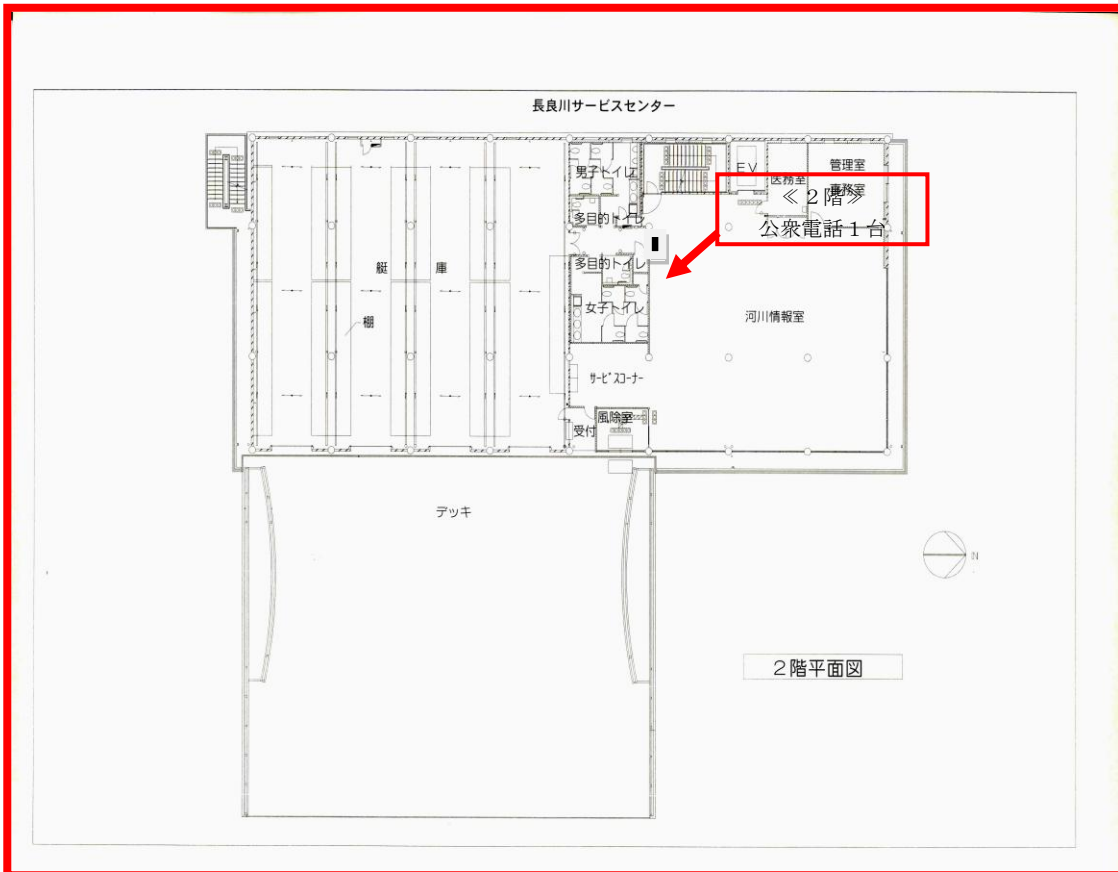 長良川サービスセンター
男子トイレ
EV
医務室
管理室
事務室
≪２階≫
公衆電話１台
多目的トイレ
艇 庫
多目的トイレ
棚
女子トイレ
河川情報室
サービスコーナー
風除室
受付
デッキ
N
２階平面図